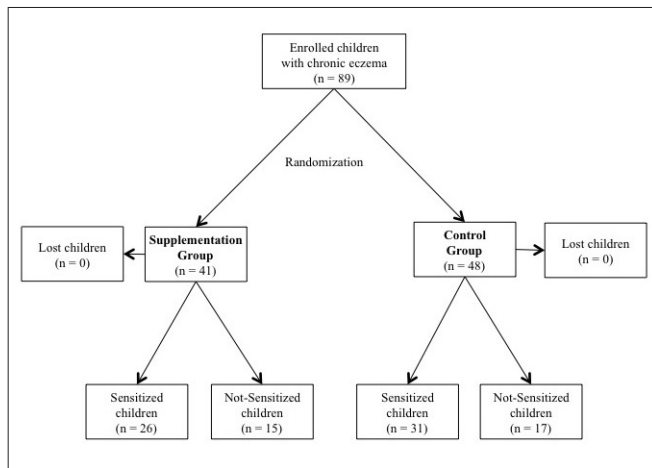 Enrolled children
with chronic eczema
(n = 89)
Randomization
Lost children
(n = 0)
Supplementation
Group
(n = 41)
Control
Group
(n = 48)
Lost children
(n = 0)
Sensitized
children
(n = 26)
Not-Sensitized
children
(n = 15)
Sensitized
children
(n = 31)
Not-Sensitized
children
(n = 17)